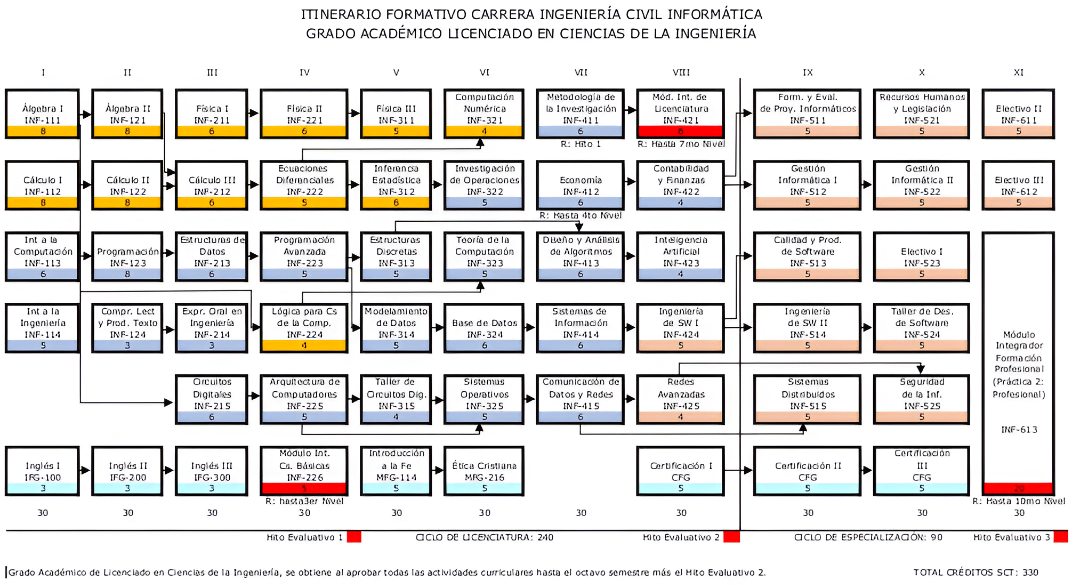 ITINERARIO FORMATIVO CARRERA INGENIERÍA CIVIL INFORMÁTICA
GRADO ACADÉMICO LICENCIADO EN CIENCIAS DE LA INGENIERÍA
I II III IV V VI VII VIII IX X XI
Álgebra I
INF-111
8
Álgebra II
INF-121
8
Física I
INF-211
6
Física II
INF-221
6
Física III
INF-311
5
Computación
Numérica
INF-321
4
Metodología de
la Investigación
INF-411
6
R: Hito 1
Mód. Int. de
Licenciatura
INF-421
6
R: Hasta 7mo Nivel
Form. y Eval.
de Proy. Informáticos
INF-511
5
Recursos Humanos
y Legislación
INF-521
5
Electivo II
INF-611
5
Cálculo I
INF-112
8
Cálculo II
INF-122
8
Cálculo III
INF-212
6
Ecuaciones
Diferenciales
INF-222
5
Inferencia
Estadística
INF-312
6
Investigación
de Operaciones
INF-322
5
Economía
INF-412
6
R: Hasta 4to Nivel
Contabilidad
y Finanzas
INF-422
4
Gestión
Informática I
INF-512
5
Gestión
Informática II
INF-522
5
Electivo III
INF-612
5
Int a la
Computación
INF-113
6
Programación
INF-123
8
Estructuras de
Datos
INF-213
6
Programación
Avanzada
INF-223
5
Estructuras
Discretas
INF-313
5
Teoría de la
Computación
INF-323
5
Diseño y Análisis
de Algoritmos
INF-413
6
Inteligencia
Artificial
INF-423
4
Calidad y Prod.
de Software
INF-513
5
Electivo I
INF-523
5
Int a la
Ingeniería
INF-114
5
Compr. Lect
y Prod. Texto
INF-124
3
Expr. Oral en
Ingeniería
INF-214
3
Lógica para Cs
de la Comp.
INF-224
4
Modelamiento
de Datos
INF-314
5
Base de Datos
INF-324
6
Sistemas de
Información
INF-414
6
Ingeniería
de SW I
INF-424
5
Ingeniería
de SW II
INF-514
5
Taller de Des.
de Software
INF-524
5
Módulo
Integrador
Formación
Profesional
(Práctica 2:
Profesional)
INF-613
20
R: Hasta 10mo Nivel
Circuitos
Digitales
INF-215
6
Arquitectura de
Computadores
INF-225
5
Taller de
Circuitos Dig.
INF-315
4
Sistemas
Operativos
INF-325
5
Comunicación de
Datos y Redes
INF-415
6
Redes
Avanzadas
INF-425
4
Sistemas
Distribuidos
INF-515
5
Seguridad
de la Inf.
INF-525
5
Inglés I
IFG-100
3
Inglés II
IFG-200
3
Inglés III
IFG-300
3
Módulo Int.
Cs. Básicas
INF-226
R: hasta3er Nivel
Introducción
a la Fe
MFG-114
5
Ética Cristiana
MFG-216
5
Certificación I
CFG
5
Certificación II
CFG
5
Certificación
III
CFG
5
30 30 30 30 30 30 30 30 30 30 30
Hito Evaluativo 1 CICLO DE LICENCIATURA: 240 Hito Evaluativo 2 CICLO DE ESPECIALIZACIÓN: 90 Hito Evaluativo 3
Grado Académico de Licenciado en Ciencias de la Ingeniería, se obtiene al aprobar todas las actividades curriculares hasta el octavo semestre más el Hito Evaluativo 2. TOTAL CRÉDITOS SCT: 330